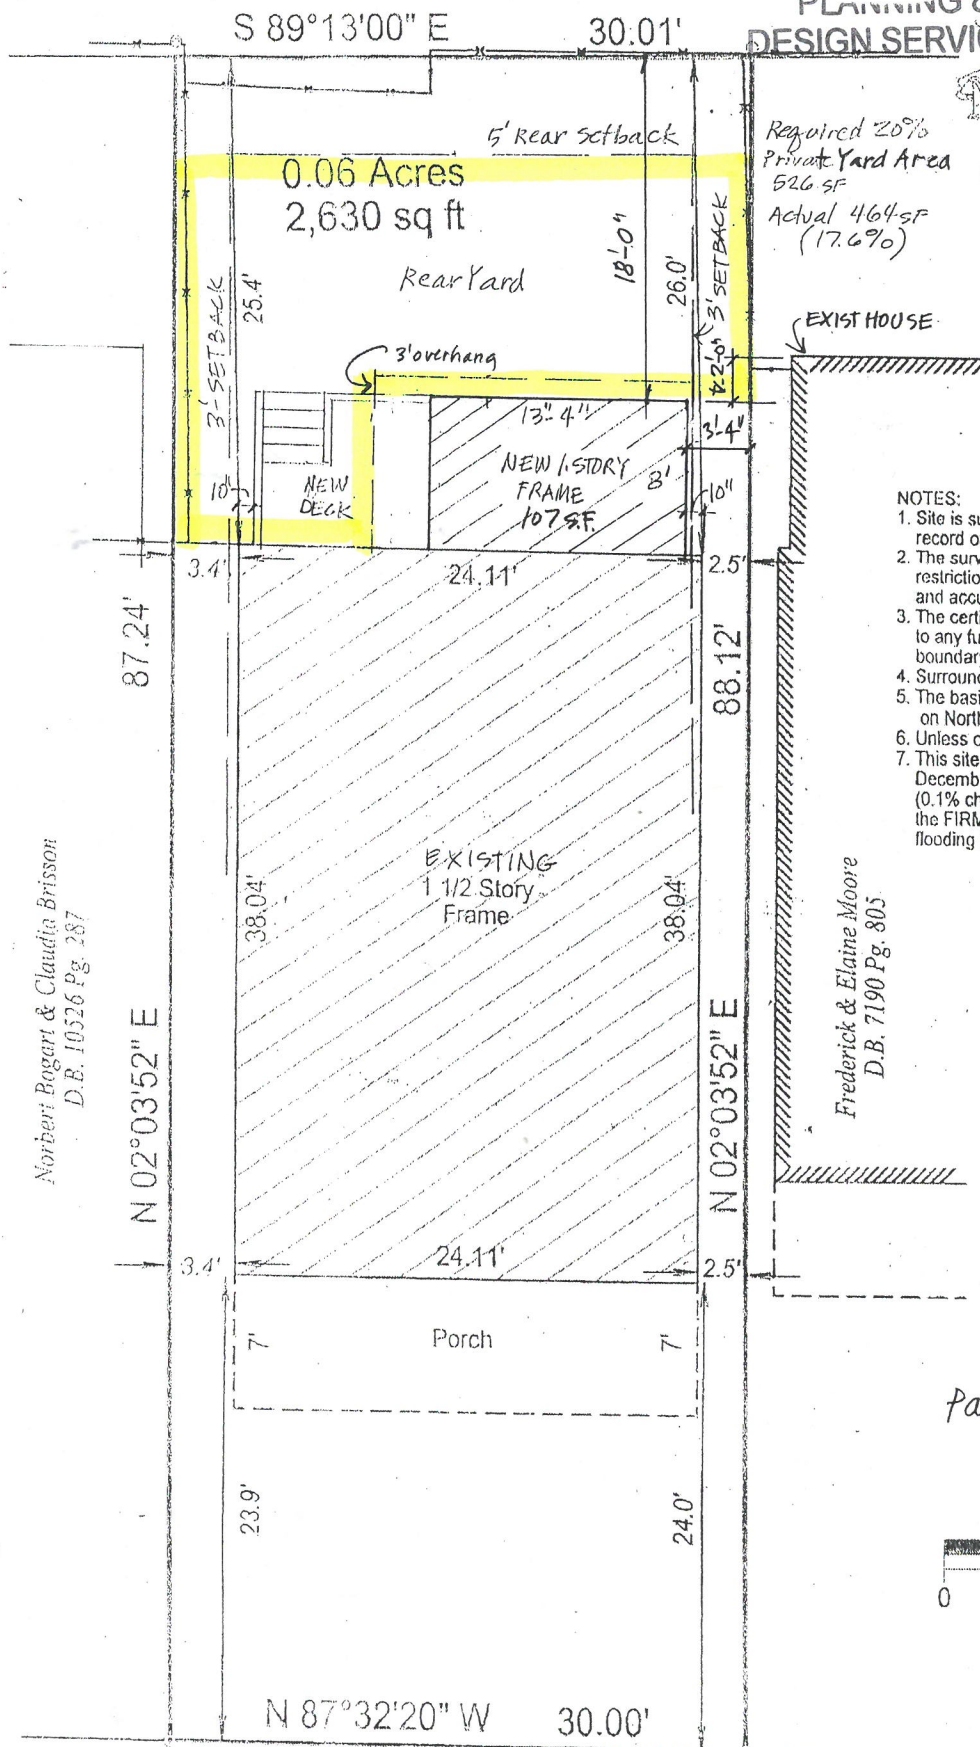 S 89°13'00" E 30.01'
PLANNING &
DESIGN SERVIC
5' Rear Setback
Required 20%
Private Yard Area
526 SF
Actual 464 SF
(17.6%)
0.06 Acres
2,630 sq ft
Rear Yard
3' SETBACK
25.4'
18'-0"
26.0'
3' SETBACK
2'-0"
EXIST HOUSE
3' overhang
13'-4"
3'-4"
NEW 1 STORY
FRAME
107 S.F.
8'
10"
NEW
DECK
10"
3.4'
24.11'
2.5'
87.24'
88.12'
NOTES:
1. Site is su
record o
2. The surv
restrictio
and accu
3. The certi
to any fu
boundar
4. Surround
5. The basi
on North
6. Unless o
7. This site
Decemb
(0.1% ch
the FIRM
flooding
EXISTING
1 1/2 Story
Frame
38.04'
38.04'
Norbert Bogart & Claudia Brisson
D.B. 10526 Pg. 287
Frederick & Elaine Moore
D.B. 7190 Pg. 805
N 02°03'52" E
N 02°03'52" E
3.4'
24.11'
2.5'
7'
Porch
7'
Pa
23.9'
24.0'
0
N 87°32'20" W 30.00'